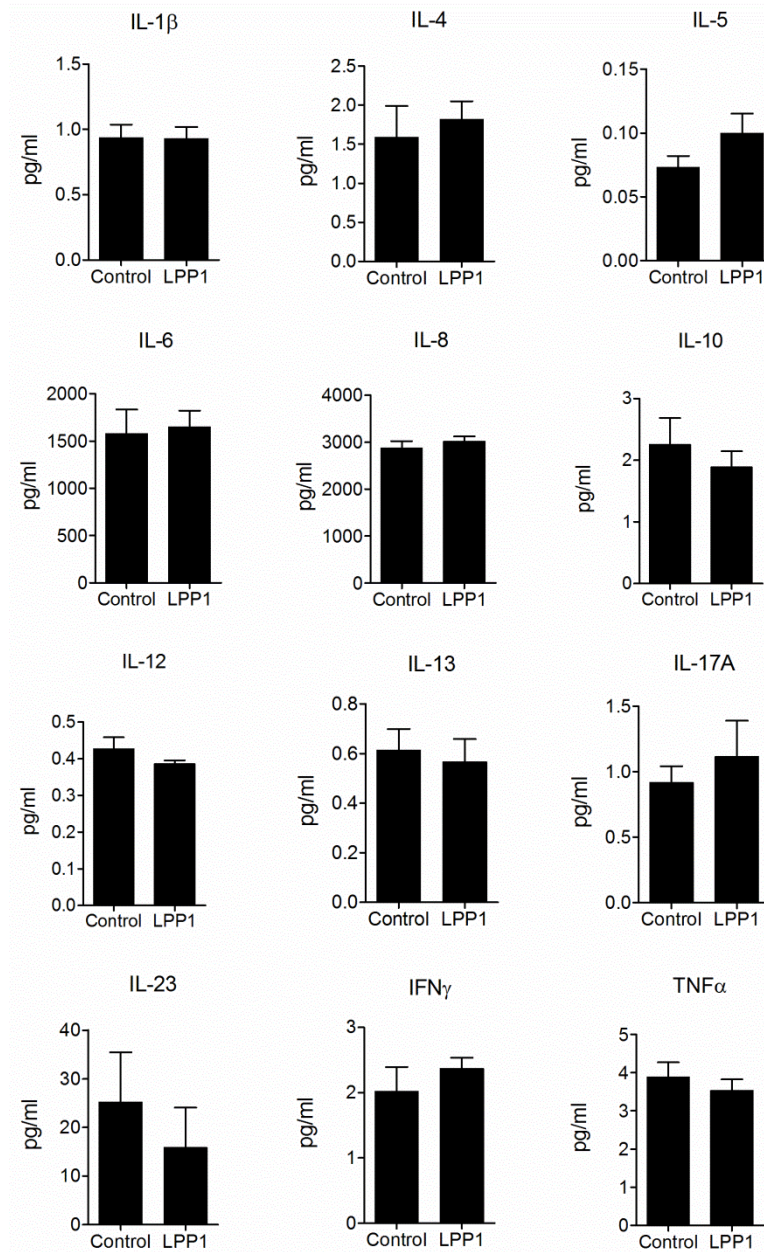 IL-1β
pg/ml
1.5
1.0
0.5
0.0
Control LPP1
IL-4
pg/ml
2.5
2.0
1.5
1.0
0.5
0.0
Control LPP1
IL-5
pg/ml
0.15
0.10
0.05
0.00
Control LPP1
IL-6
pg/ml
2000
1500
1000
500
0
Control LPP1
IL-8
pg/ml
4000
3000
2000
1000
0
Control LPP1
IL-10
pg/ml
3
2
1
0
Control LPP1
IL-12
pg/ml
0.5
0.4
0.3
0.2
0.1
0.0
Control LPP1
IL-13
pg/ml
0.8
0.6
0.4
0.2
0.0
Control LPP1
IL-17A
pg/ml
1.5
1.0
0.5
0.0
Control LPP1
IL-23
pg/ml
40
30
20
10
0
Control LPP1
IFNγ
pg/ml
3
2
1
0
Control LPP1
TNFα
pg/ml
5
4
3
2
1
0
Control LPP1